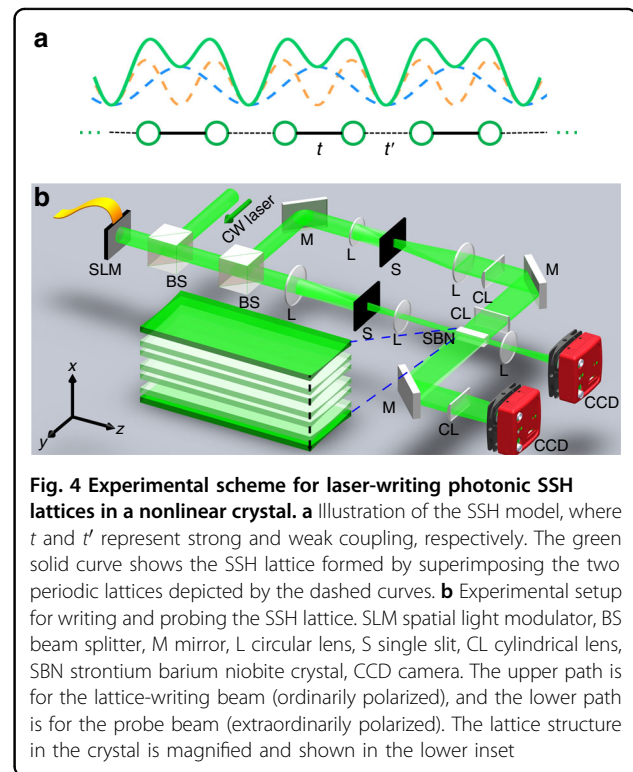 a
t
t′
b
CW laser
SLM
BS
BS
M
L
S
L
CL
M
L
S
L
CL
SBN
L
CCD
M
CL
CCD
x
y
z
Fig. 4 Experimental scheme for laser-writing photonic SSH
lattices in a nonlinear crystal. a Illustration of the SSH model, where
t and t′ represent strong and weak coupling, respectively. The green
solid curve shows the SSH lattice formed by superimposing the two
periodic lattices depicted by the dashed curves. b Experimental setup
for writing and probing the SSH lattice. SLM spatial light modulator, BS
beam splitter, M mirror, L circular lens, S single slit, CL cylindrical lens,
SBN strontium barium niobite crystal, CCD camera. The upper path is
for the lattice-writing beam (ordinarily polarized), and the lower path
is for the probe beam (extraordinarily polarized). The lattice structure
in the crystal is magnified and shown in the lower inset